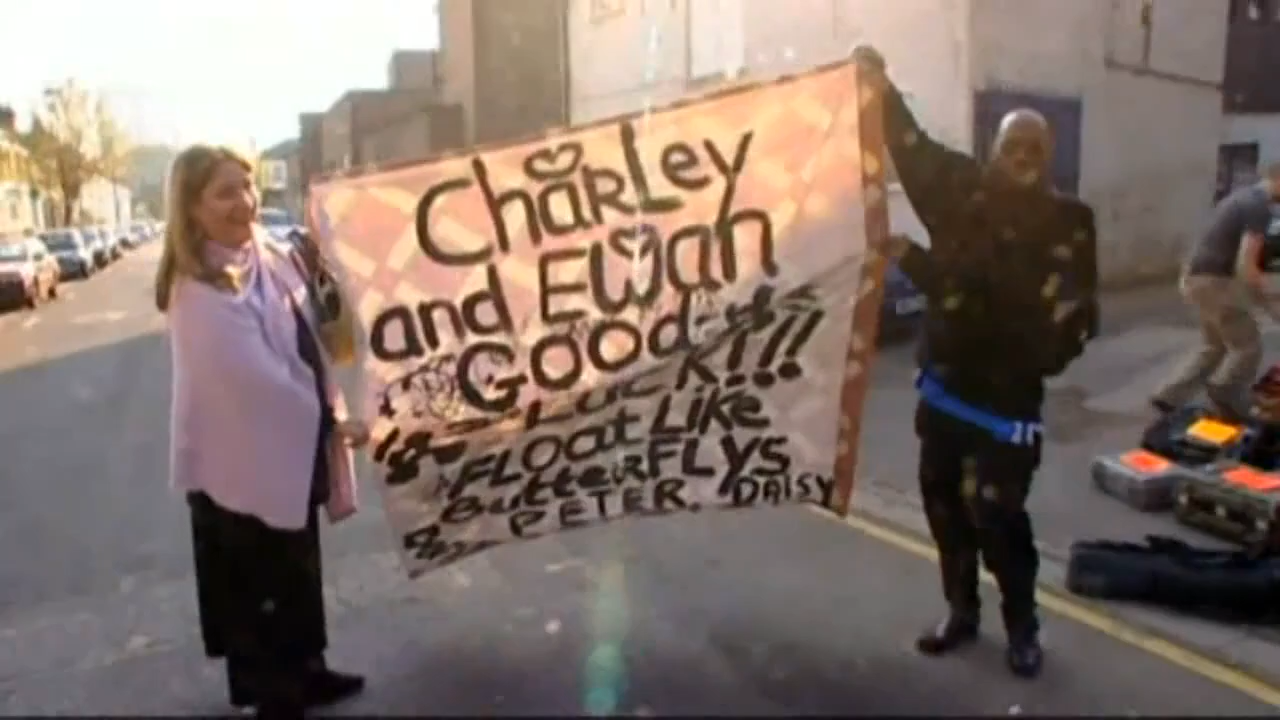 Charley
and Ewan
Good
Luck!!!
Float Like
ButterFLYs
PETER. DAISY